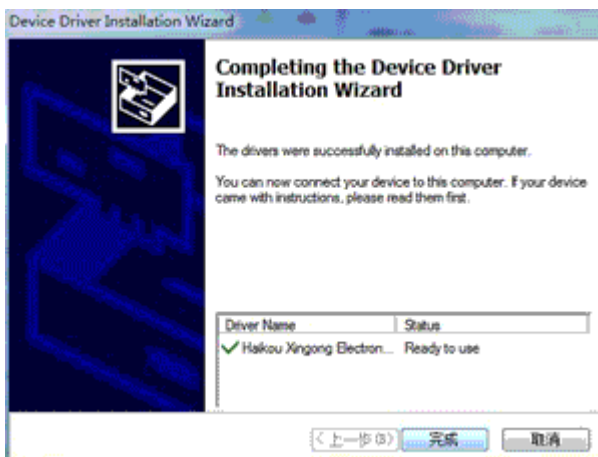 Device Driver Installation Wizard
Completing the Device Driver
Installation Wizard
The drivers were successfully installed on this computer.
You can now connect your device to this computer. If your device
came with instructions, please read them first.
Driver Name Status
Haikou Xingong Electron... Ready to use
<上一步(B) 完成 取消